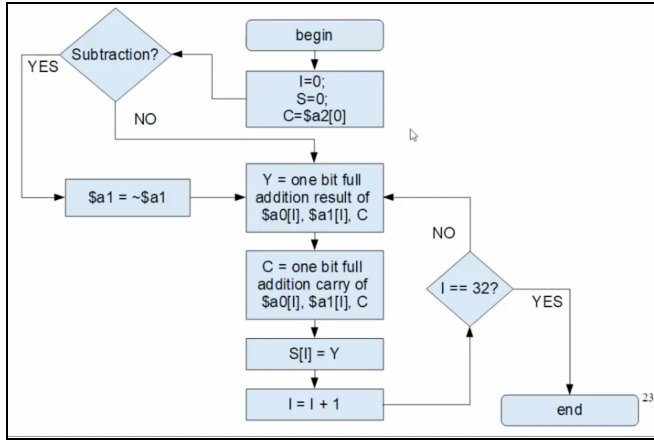 begin
Subtraction?
YES
I=0;
S=0;
C=$a2[0]
NO
Y = one bit full
addition result of
$a0[I], $a1[I], C
$a1 = ~$a1
NO
C = one bit full
addition carry of
$a0[I], $a1[I], C
I == 32?
YES
S[I] = Y
I = I + 1
end
23